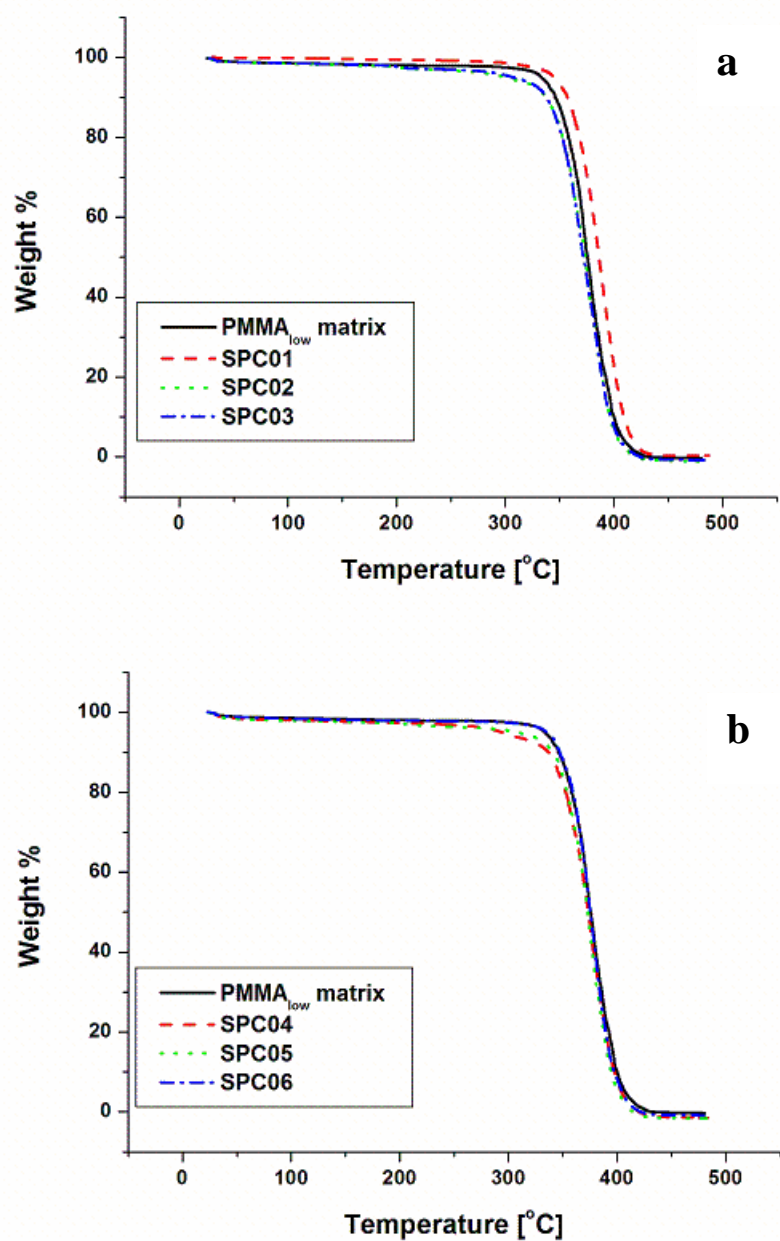 a
100
80
60
40
20
0
Weight %
PMMAlow matrix
SPC01
SPC02
SPC03
0 100 200 300 400 500
Temperature [°C]
b
100
80
60
40
20
0
Weight %
PMMAlow matrix
SPC04
SPC05
SPC06
0 100 200 300 400 500
Temperature [°C]